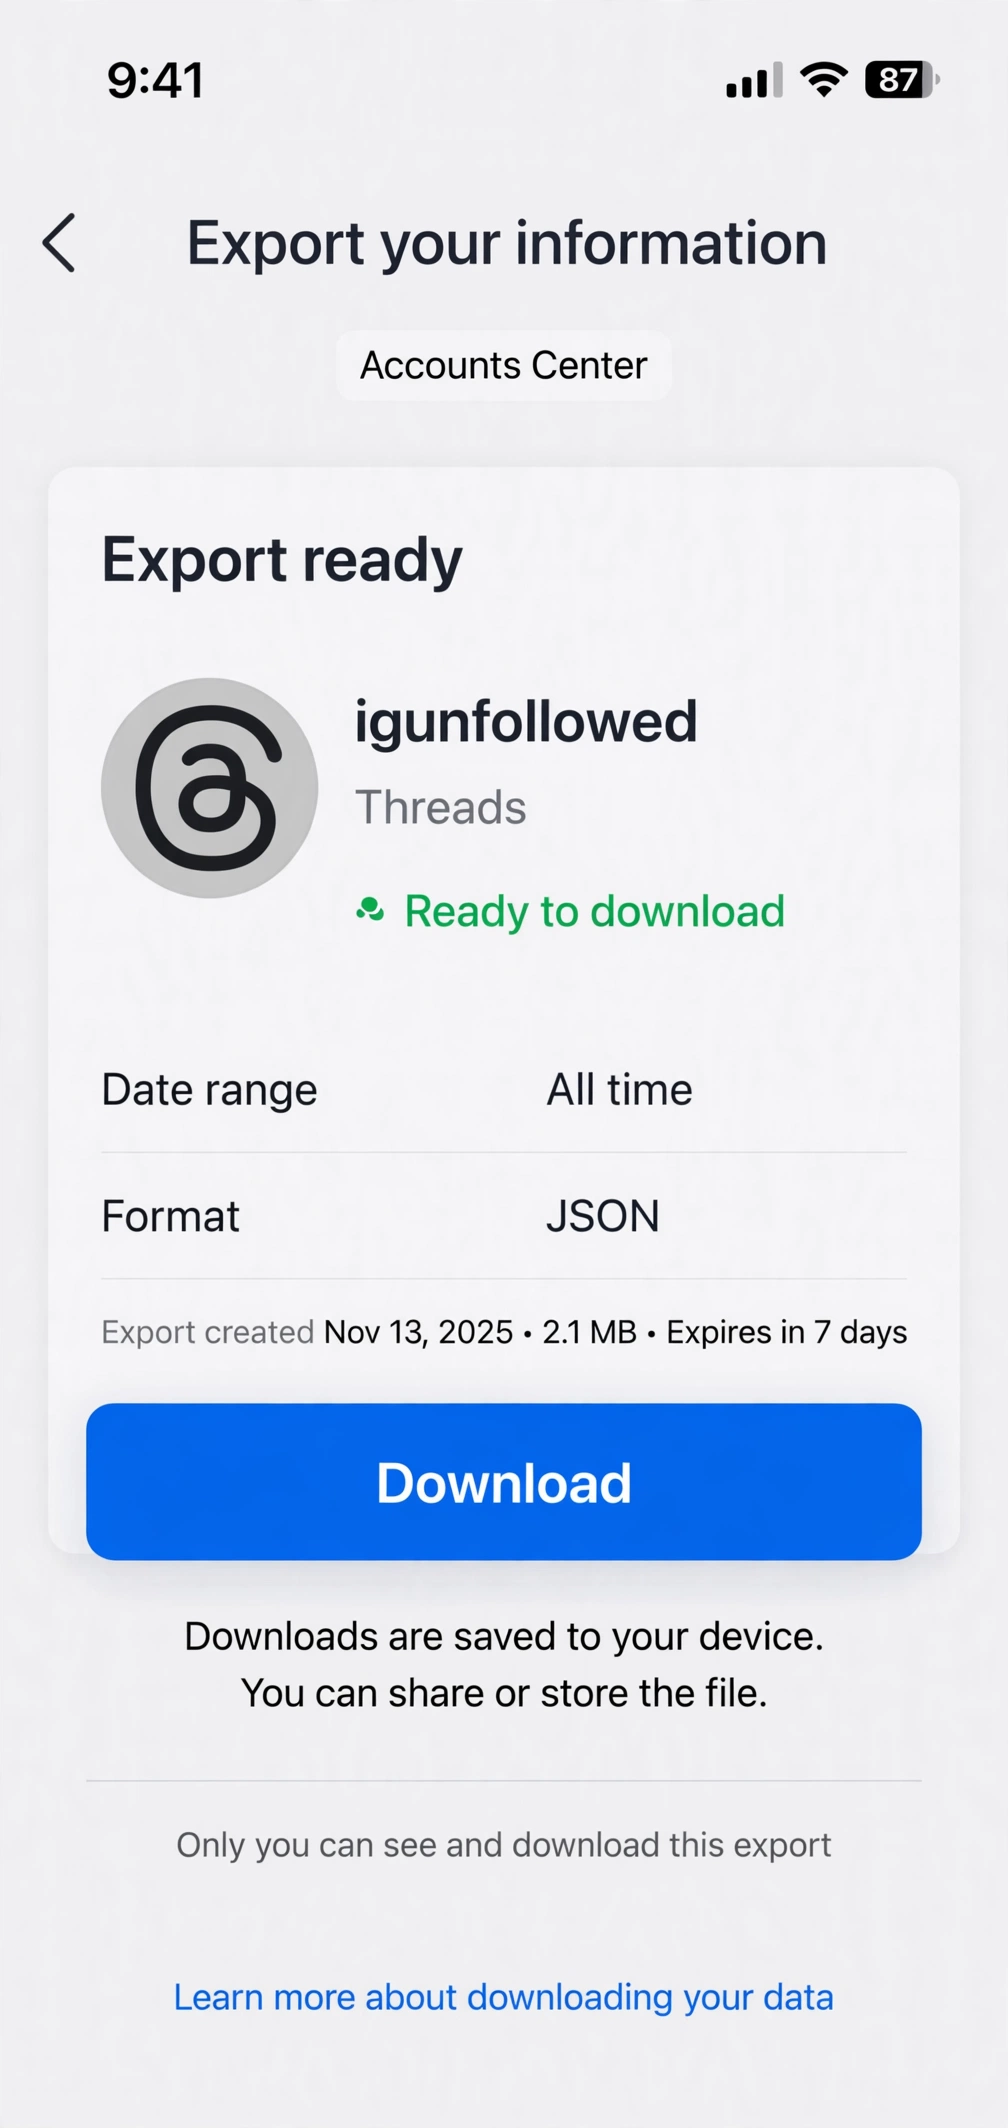 9:41
87
Export your information
Accounts Center
Export ready
igunfollowed
Threads
Ready to download
Date range All time
Format JSON
Export created Nov 13, 2025 • 2.1 MB • Expires in 7 days
Download
Downloads are saved to your device.
You can share or store the file.
Only you can see and download this export
Learn more about downloading your data